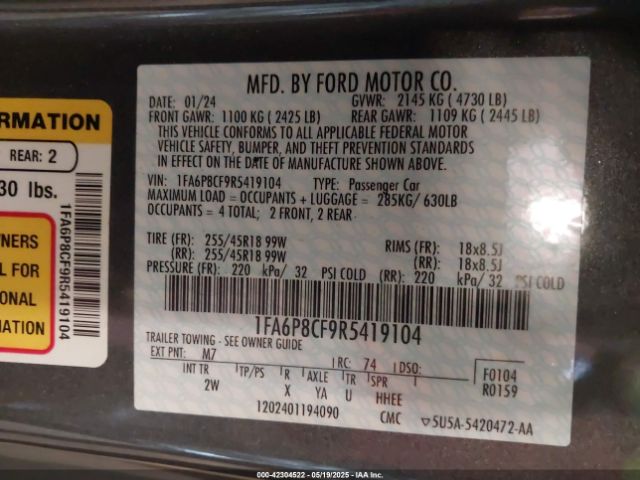 MFD. BY FORD MOTOR CO.
DATE: 01/24 GVWR: 2145 KG ( 4730 LB)
FRONT GAWR: 1100 KG ( 2425 LB) REAR GAWR: 1109 KG ( 2445 LB)
THIS VEHICLE CONFORMS TO ALL APPLICABLE FEDERAL MOTOR
VEHICLE SAFETY, BUMPER, AND THEFT PREVENTION STANDARDS
IN EFFECT ON THE DATE OF MANUFACTURE SHOWN ABOVE.
VIN: 1FA6P8CF9R5419104 TYPE: Passenger Car
MAXIMUM LOAD = OCCUPANTS + LUGGAGE = 285KG/ 630LB
OCCUPANTS = 4 TOTAL; 2 FRONT, 2 REAR
TIRE (FR): 255/45R18 99W RIMS (FR): 18x8.5J
(RR): 255/45R18 99W (RR): 18x8.5J
PRESSURE (FR): 220 kPa/ 32 PSI COLD (RR): 220 kPa/ 32 PSI COLD
1FA6P8CF9R5419104
TRAILER TOWING - SEE OWNER GUIDE
EXT PNT: M7 RC: 74 DSO: F0104
INT TR TP/PS R AXLE TR SPR R0159
2W X YA U HHEE
1202401194090 CMC ▽5U5A-5420472-AA
ORMATION
REAR: 2
30 lbs.
WNERS
L FOR
IONAL
MATION
1FA6P8CF9R5419104
000-42304522 - 05/19/2025 - IAAI.com